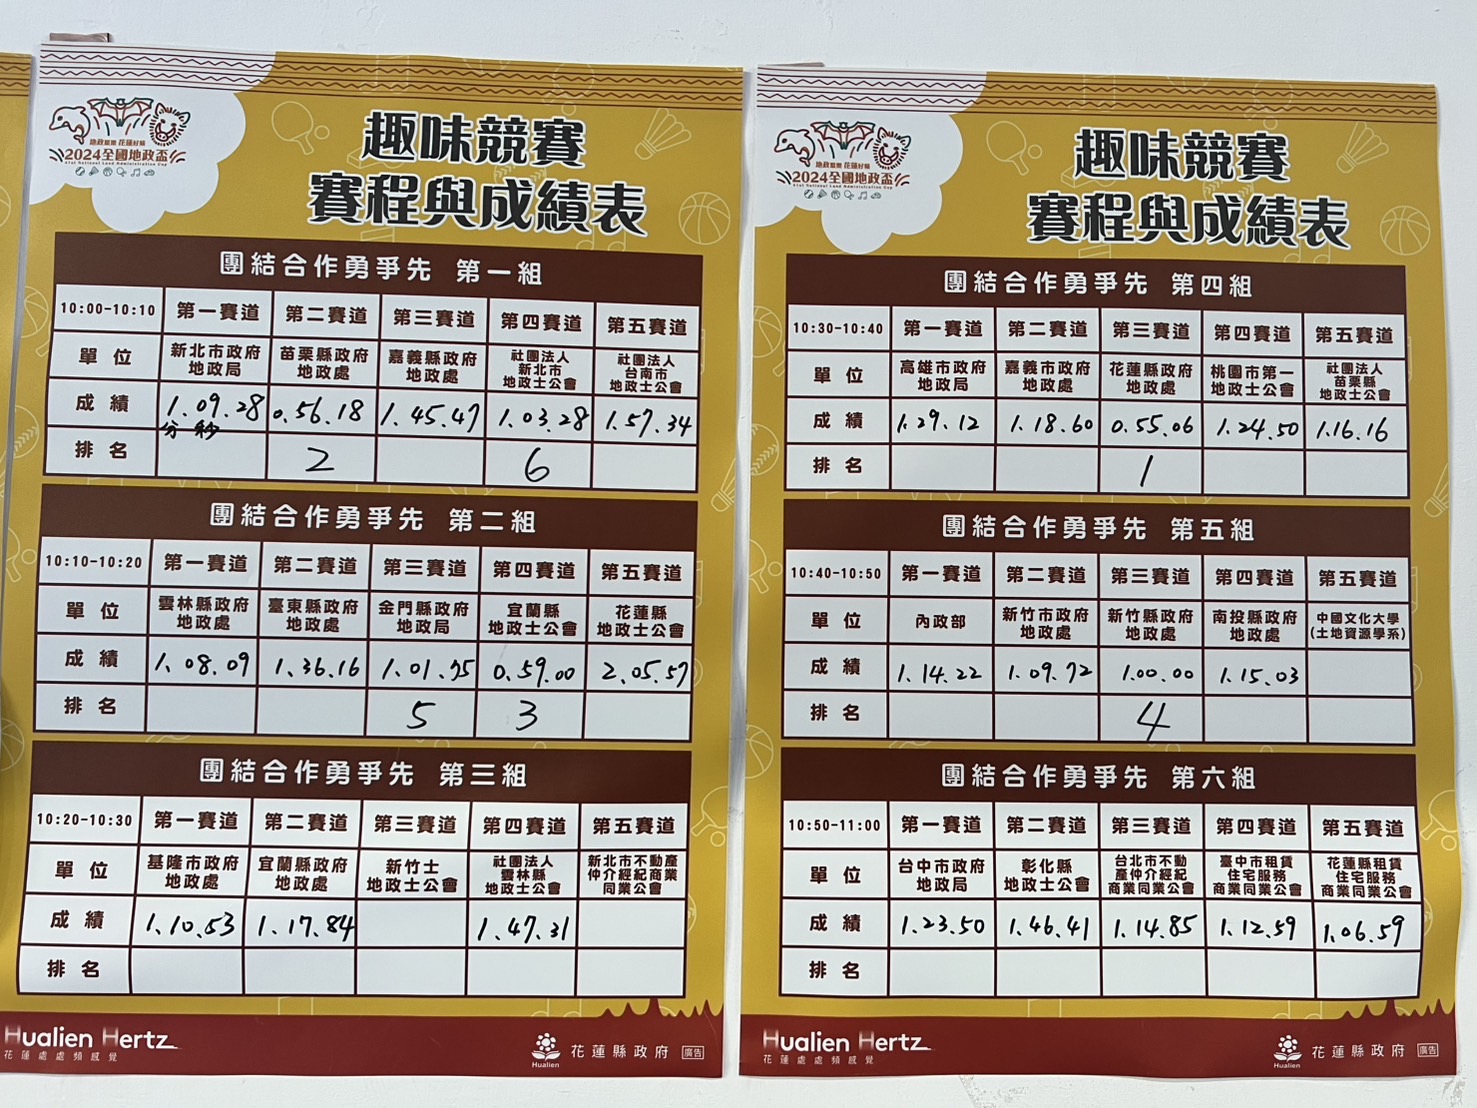 地政龍龍 花蓮好縣
2024全國地政盃
趣味競賽
賽程與成績表
團結合作勇爭先 第一組
10:00-10:10 第一賽道 第二賽道 第三賽道 第四賽道 第五賽道
單位 新北市政府地政局 苗栗縣政府地政處 嘉義縣政府地政處 社團法人新北市地政士公會 社團法人台南市地政士公會
成績 1.09.28 0.56.18 1.45.47 1.03.28 1.57.34
分 秒
排名 2 6
團結合作勇爭先 第二組
10:10-10:20 第一賽道 第二賽道 第三賽道 第四賽道 第五賽道
單位 雲林縣政府地政處 臺東縣政府地政處 金門縣政府地政局 宜蘭縣地政士公會 花蓮縣地政士公會
成績 1.08.09 1.36.16 1.01.75 0.59.00 2.05.57
排名 5 3
團結合作勇爭先 第三組
10:20-10:30 第一賽道 第二賽道 第三賽道 第四賽道 第五賽道
單位 基隆市政府地政處 宜蘭縣政府地政處 新竹士地政士公會 社團法人雲林縣地政士公會 新北市不動產仲介經紀商業同業公會
成績 1.10.53 1.17.84 1.47.31
排名
Hualien Hertz
花蓮處處頻感覺
Hualien
花蓮縣政府 廣告
2024全國地政盃
趣味競賽
賽程與成績表
團結合作勇爭先 第四組
10:30-10:40 第一賽道 第二賽道 第三賽道 第四賽道 第五賽道
單位 高雄市政府地政局 嘉義市政府地政處 花蓮縣政府地政處 桃園市第一地政士公會 社團法人苗栗縣地政士公會
成績 1.29.12 1.18.60 0.55.06 1.24.50 1.16.16
排名 1
團結合作勇爭先 第五組
10:40-10:50 第一賽道 第二賽道 第三賽道 第四賽道 第五賽道
單位 內政部 新竹市政府地政處 新竹縣政府地政處 南投縣政府地政處 中國文化大學(土地資源學系)
成績 1.14.22 1.09.72 1.00.00 1.15.03
排名 4
團結合作勇爭先 第六組
10:50-11:00 第一賽道 第二賽道 第三賽道 第四賽道 第五賽道
單位 台中市政府地政局 彰化縣地政士公會 台北市不動產仲介經紀商業同業公會 臺中市租賃住宅服務商業同業公會 花蓮縣租賃住宅服務商業同業公會
成績 1.23.50 1.46.41 1.14.85 1.12.59 1.06.59
排名
Hualien Hertz
花蓮處處頻感覺
Hualien
花蓮縣政府 廣告